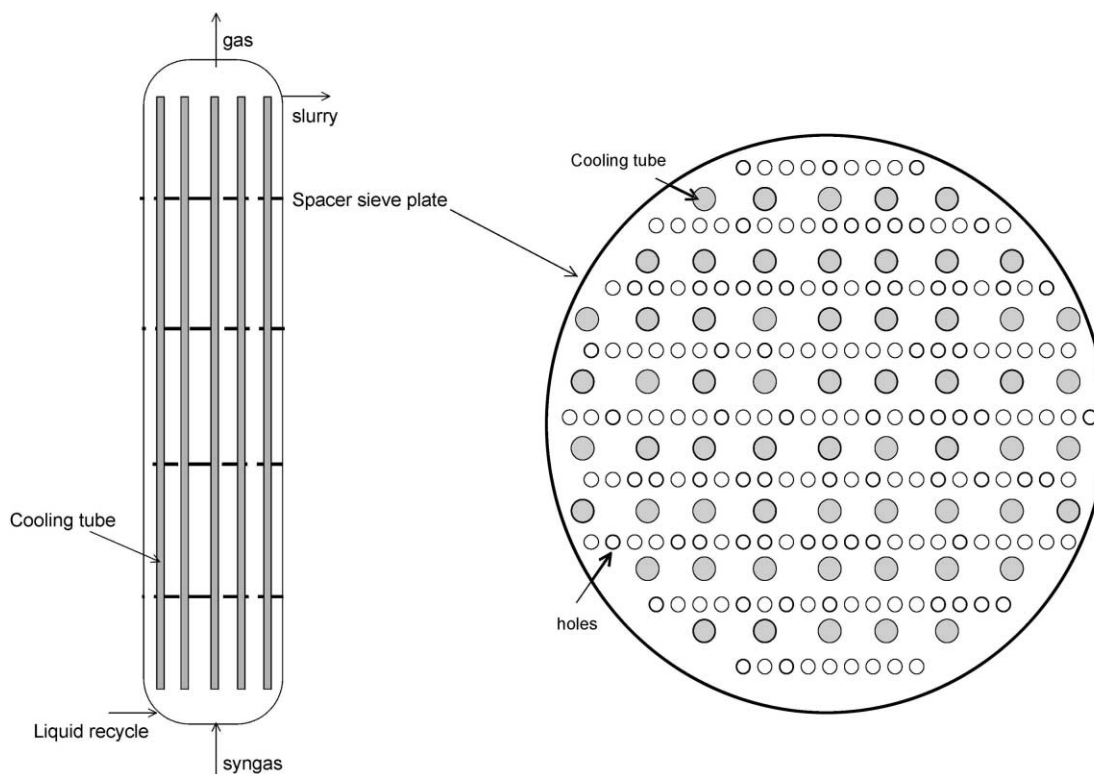 gas
slurry
Spacer sieve plate
Cooling tube
Liquid recycle
syngas
Cooling tube
holes